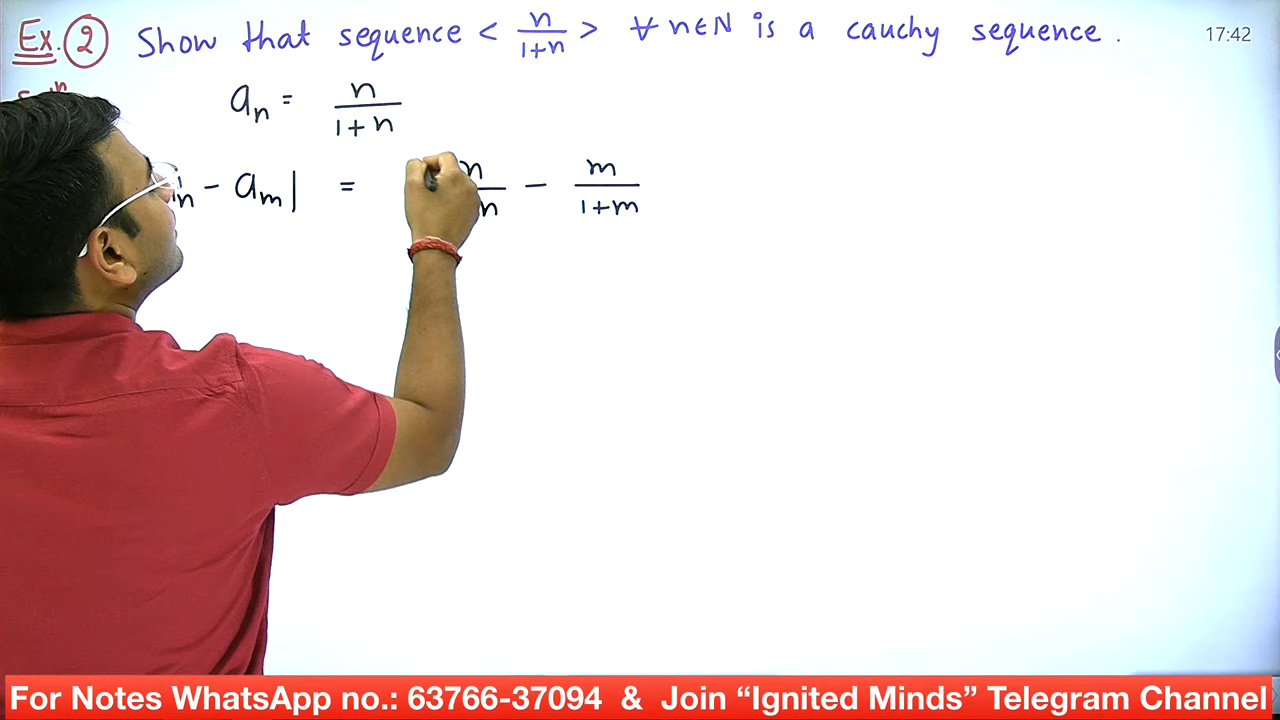 Ex. 2 Show that sequence < n/1+n > ∀ n∈N is a cauchy sequence.
17:42
aₙ = n/1+n
n - aₘ| = n/n - m/1+m
For Notes WhatsApp no.: 63766-37094 & Join “Ignited Minds” Telegram Channel